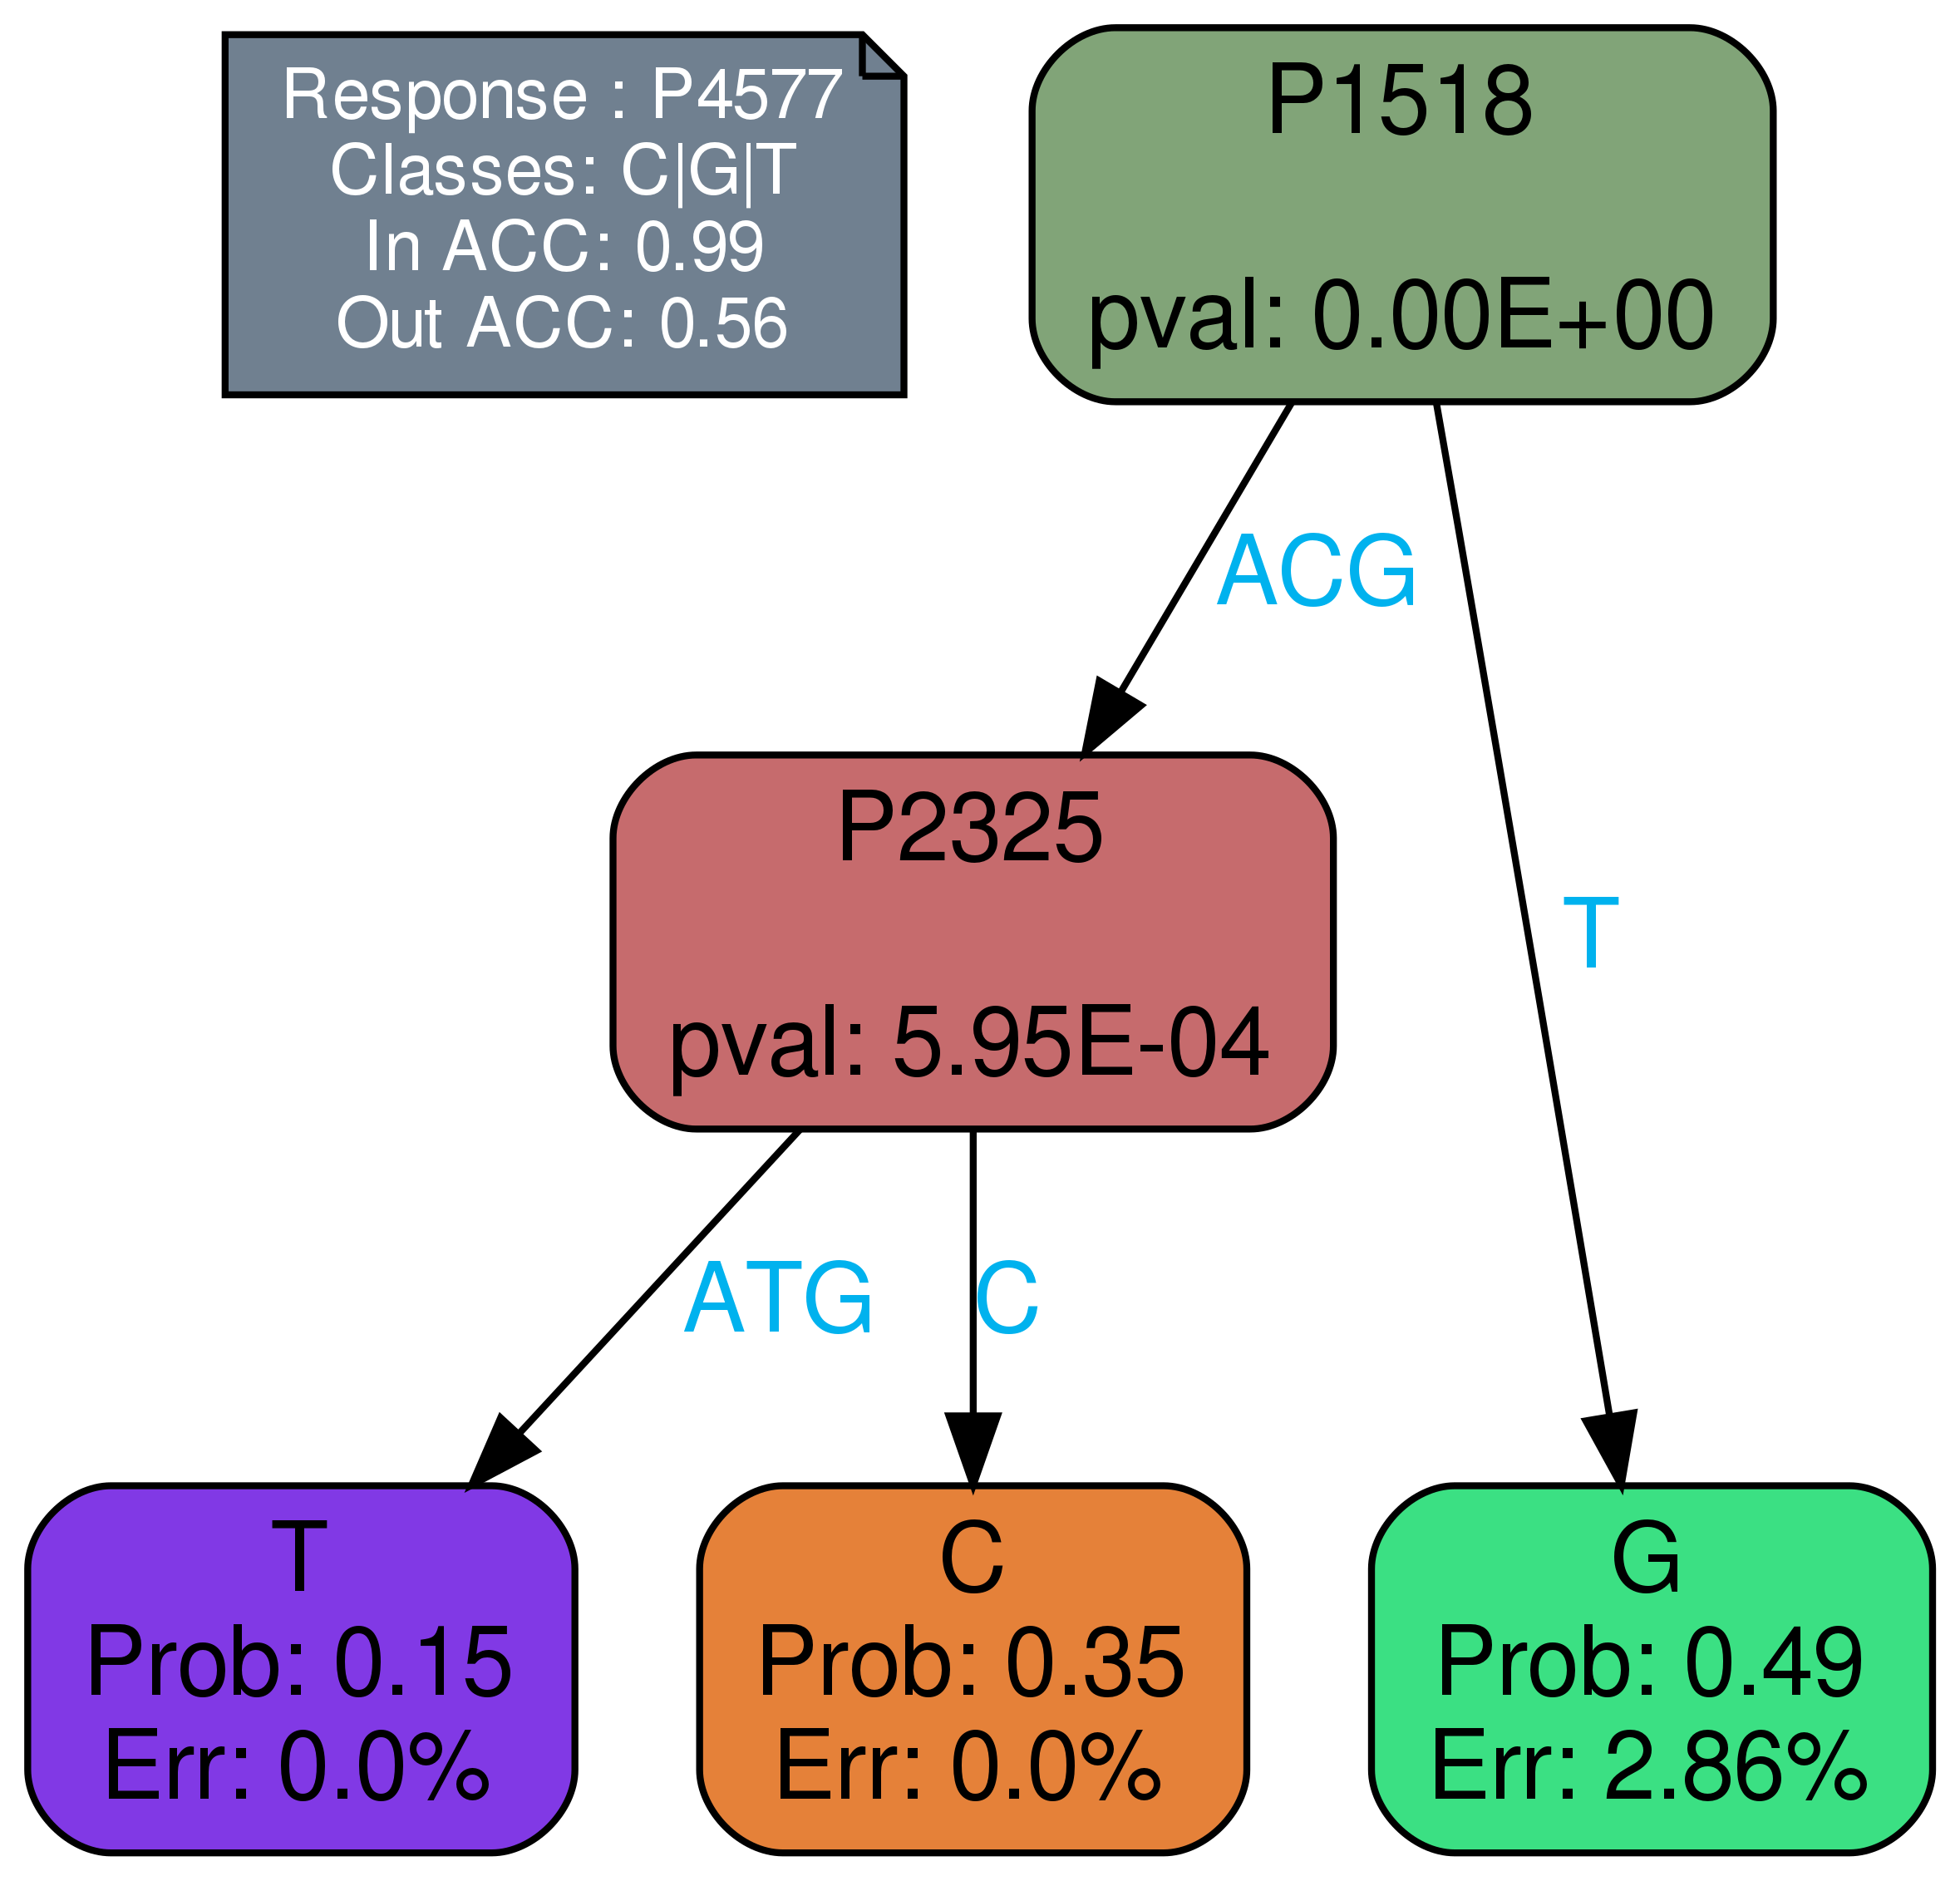 Response : P4577
Classes: C|G|T
In ACC: 0.99
Out ACC: 0.56
P1518
pval: 0.00E+00
ACG
T
P2325
pval: 5.95E-04
ATG
C
T
Prob: 0.15
Err: 0.0%
C
Prob: 0.35
Err: 0.0%
G
Prob: 0.49
Err: 2.86%